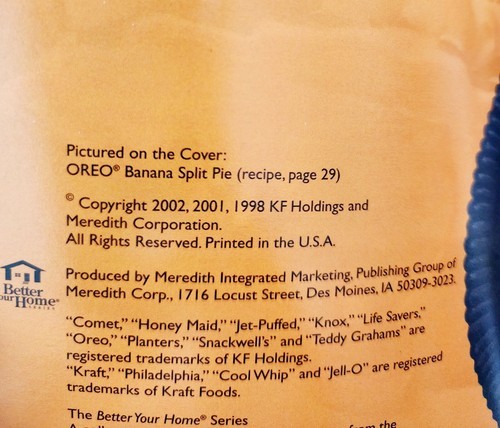 Pictured on the Cover:
OREO® Banana Split Pie (recipe, page 29)
© Copyright 2002, 2001, 1998 KF Holdings and
Meredith Corporation.
All Rights Reserved. Printed in the U.S.A.
Better
our Home®
SERIES
Produced by Meredith Integrated Marketing, Publishing Group of
Meredith Corp., 1716 Locust Street, Des Moines, IA 50309-3023.
“Comet,” “Honey Maid,” “Jet-Puffed,” “Knox,” “Life Savers,”
“Oreo,” “Planters,” “Snackwell’s” and “Teddy Grahams” are
registered trademarks of KF Holdings.
“Kraft,” “Philadelphia,” “Cool Whip” and “Jell-O” are registered
trademarks of Kraft Foods.
The Better Your Home® Series
from the